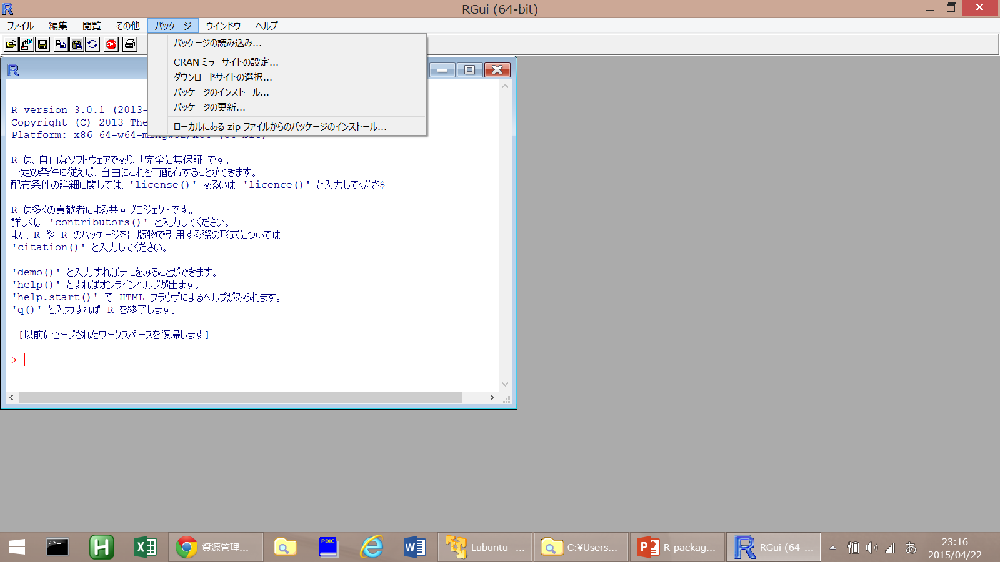 RGui (64-bit)
ファイル 編集 閲覧 その他 パッケージ ウインドウ ヘルプ
パッケージの読み込み...
CRAN ミラーサイトの設定...
ダウンロードサイトの選択...
パッケージのインストール...
パッケージの更新...
ローカルにある zip ファイルからのパッケージのインストール...
R version 3.0.1 (2013-
Copyright (C) 2013 The
Platform: x86_64-w64-mingw32/x64 (64-bit)
R は、自由なソフトウェアであり、「完全に無保証」です。
一定の条件に従えば、自由にこれを再配布することができます。
配布条件の詳細に関しては、'license()' あるいは 'licence()' と入力してくださ$
R は多くの貢献者による共同プロジェクトです。
詳しくは 'contributors()' と入力してください。
また、R や R のパッケージを出版物で引用する際の形式については
'citation()' と入力してください。
'demo()' と入力すればデモをみることができます。
'help()' とすればオンラインヘルプが出ます。
'help.start()' で HTML ブラウザによるヘルプがみられます。
'q()' と入力すれば R を終了します。
[以前にセーブされたワークスペースを復帰します]
>
資源管理... PDIC Lubuntu -... C:¥Users... R-packag... RGui (64-... あ 23:16
2015/04/22